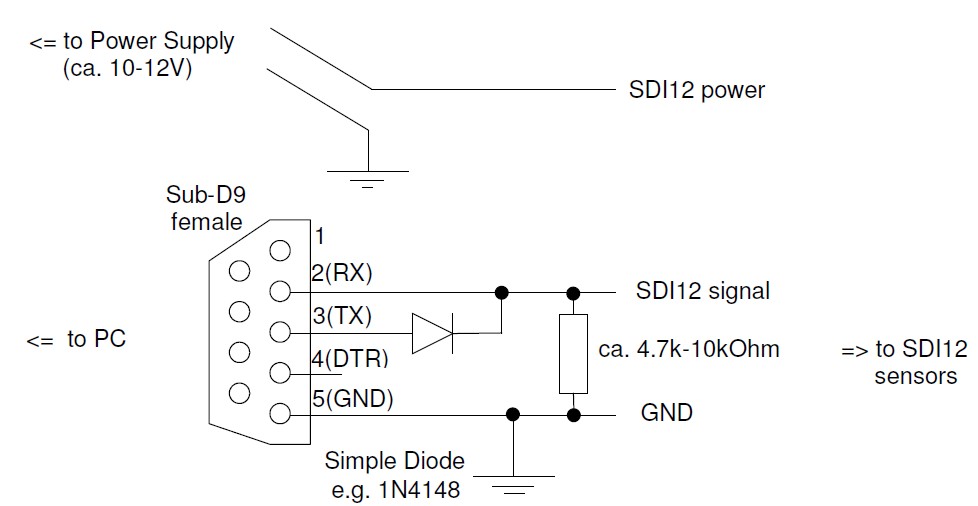 <= to Power Supply
(ca. 10-12V)
SDI12 power
Sub-D9
female
1
2(RX)
SDI12 signal
3(TX)
<= to PC
ca. 4.7k-10kOhm
=> to SDI12
sensors
4(DTR)
5(GND)
GND
Simple Diode
e.g. 1N4148